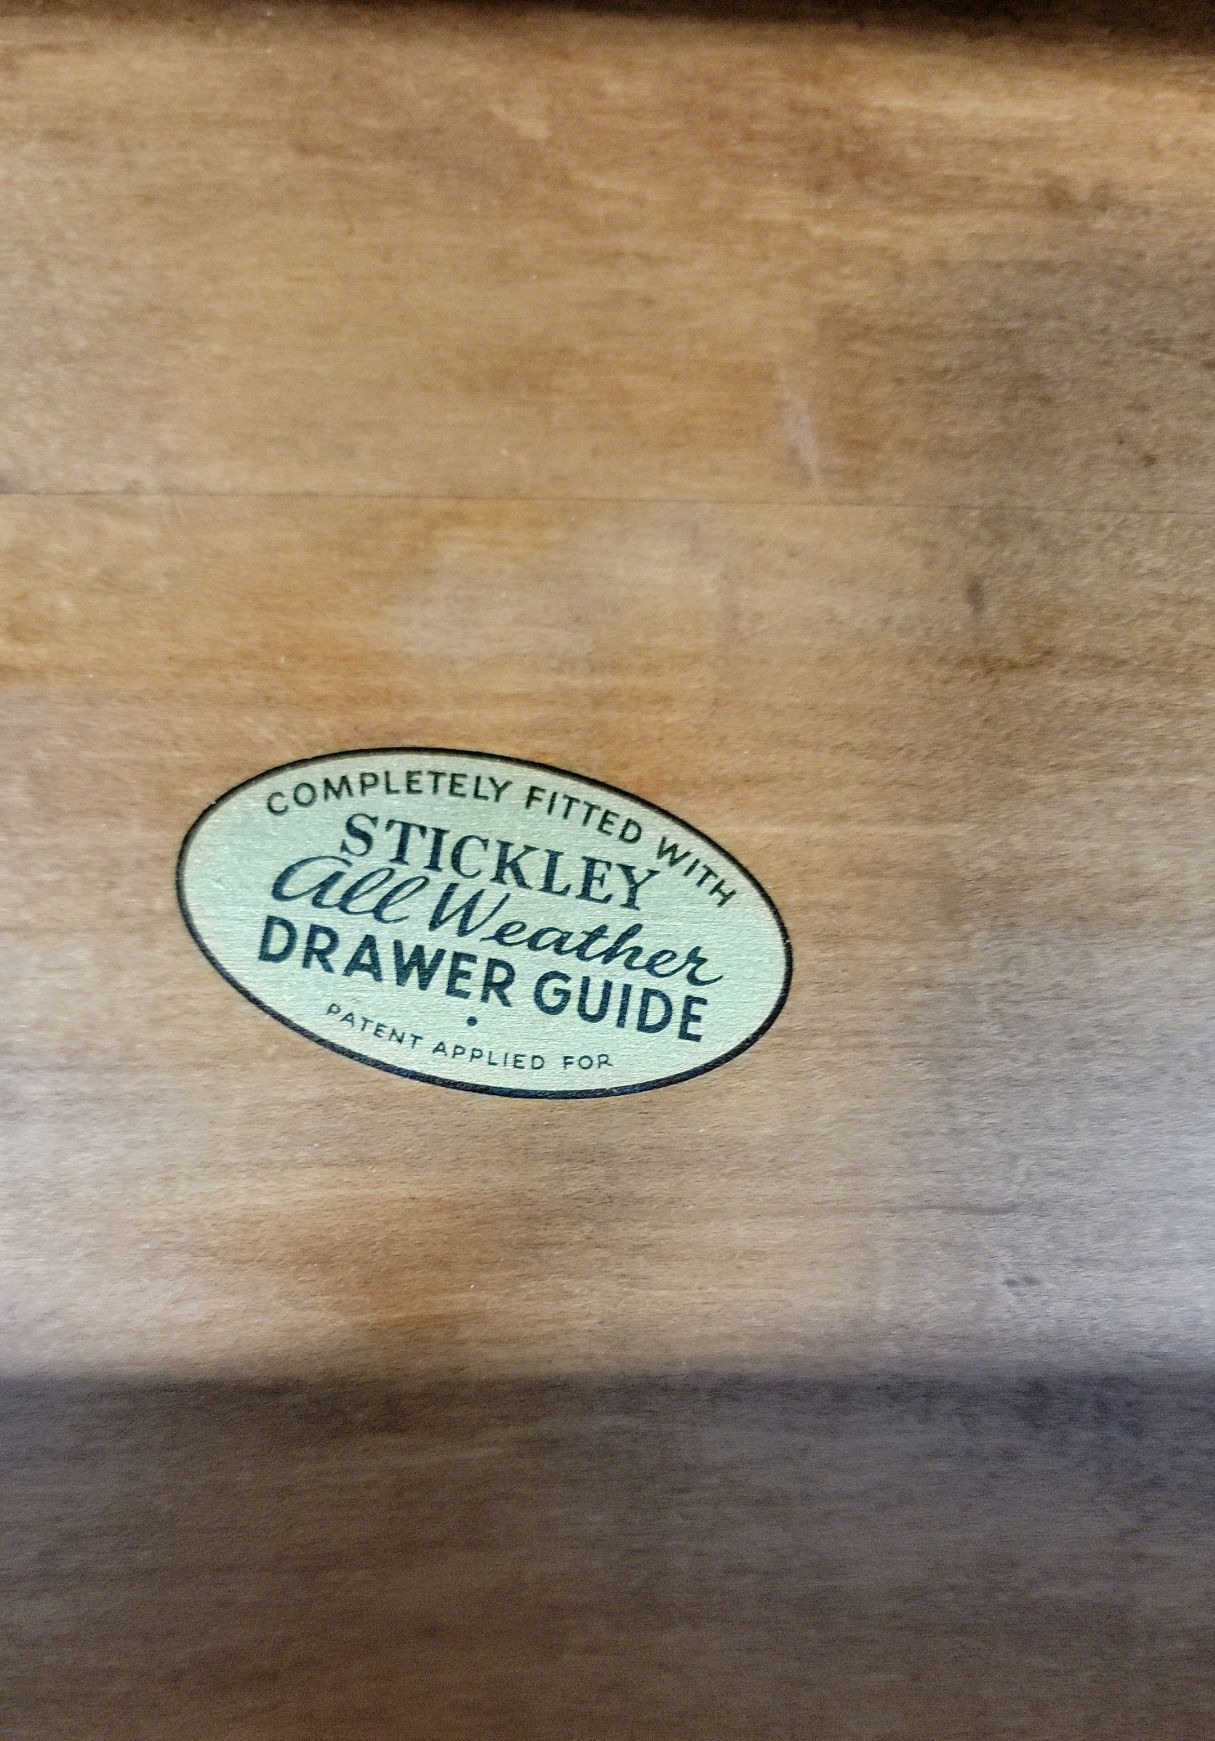 COMPLETELY FITTED WITH
STICKLEY
All Weather
DRAWER GUIDE
•
PATENT APPLIED FOR